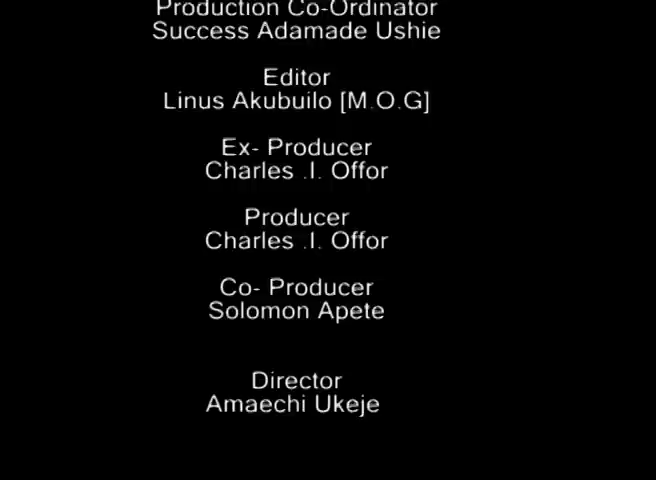 Production Co-Ordinator
Success Adamade Ushie
Editor
Linus Akubuilo [M.O.G]
Ex- Producer
Charles .I. Offor
Producer
Charles .I. Offor
Co- Producer
Solomon Apete
Director
Amaechi Ukeje